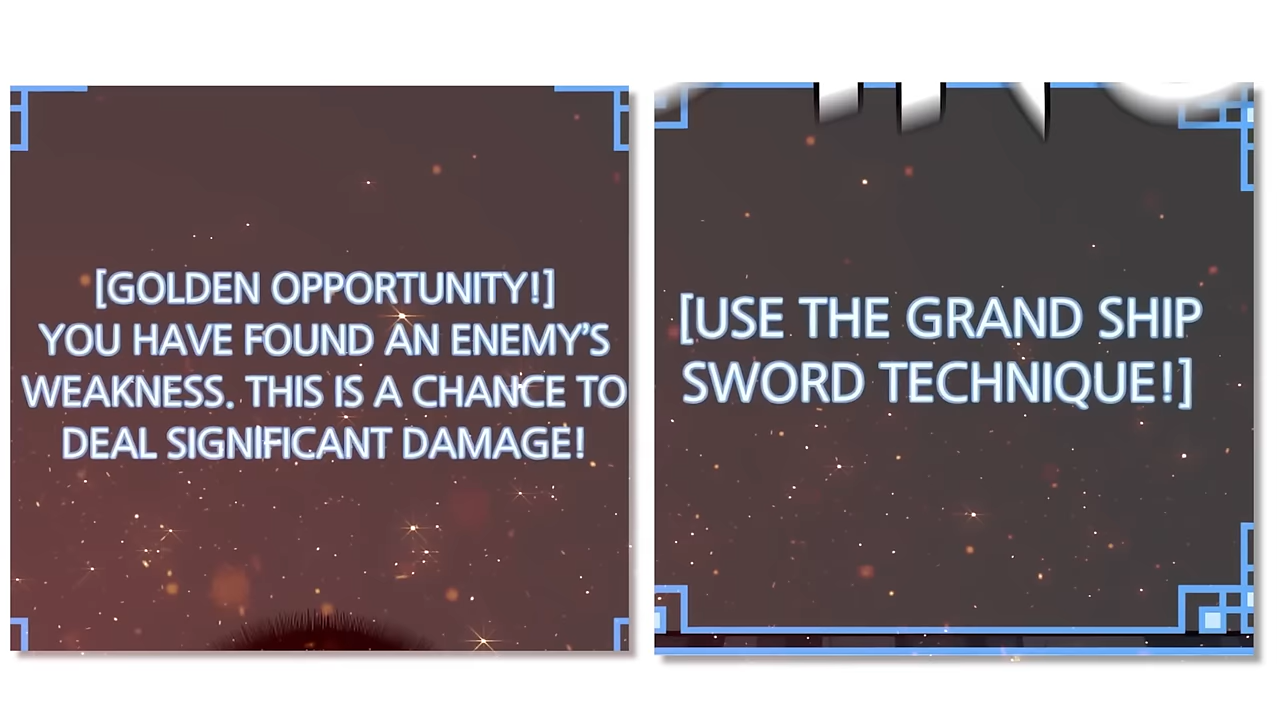 [GOLDEN OPPORTUNITY!]
YOU HAVE FOUND AN ENEMY'S
WEAKNESS. THIS IS A CHANCE TO
DEAL SIGNIFICANT DAMAGE!
[USE THE GRAND SHIP
SWORD TECHNIQUE!]